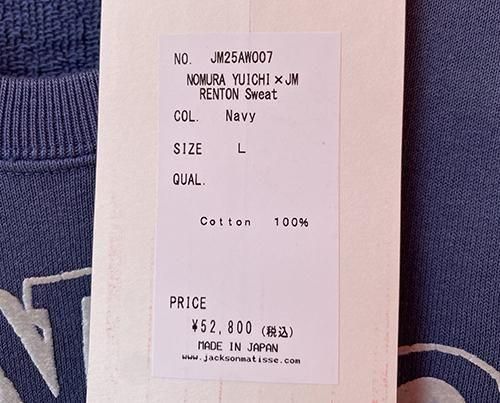 NO. JM25AW007
NOMURA YUICHI×JM
RENTON Sweat
COL. Navy
SIZE L
QUAL.
Cotton 100%
PRICE
¥52,800(税込)
MADE IN JAPAN
www.jacksonmatisse.com